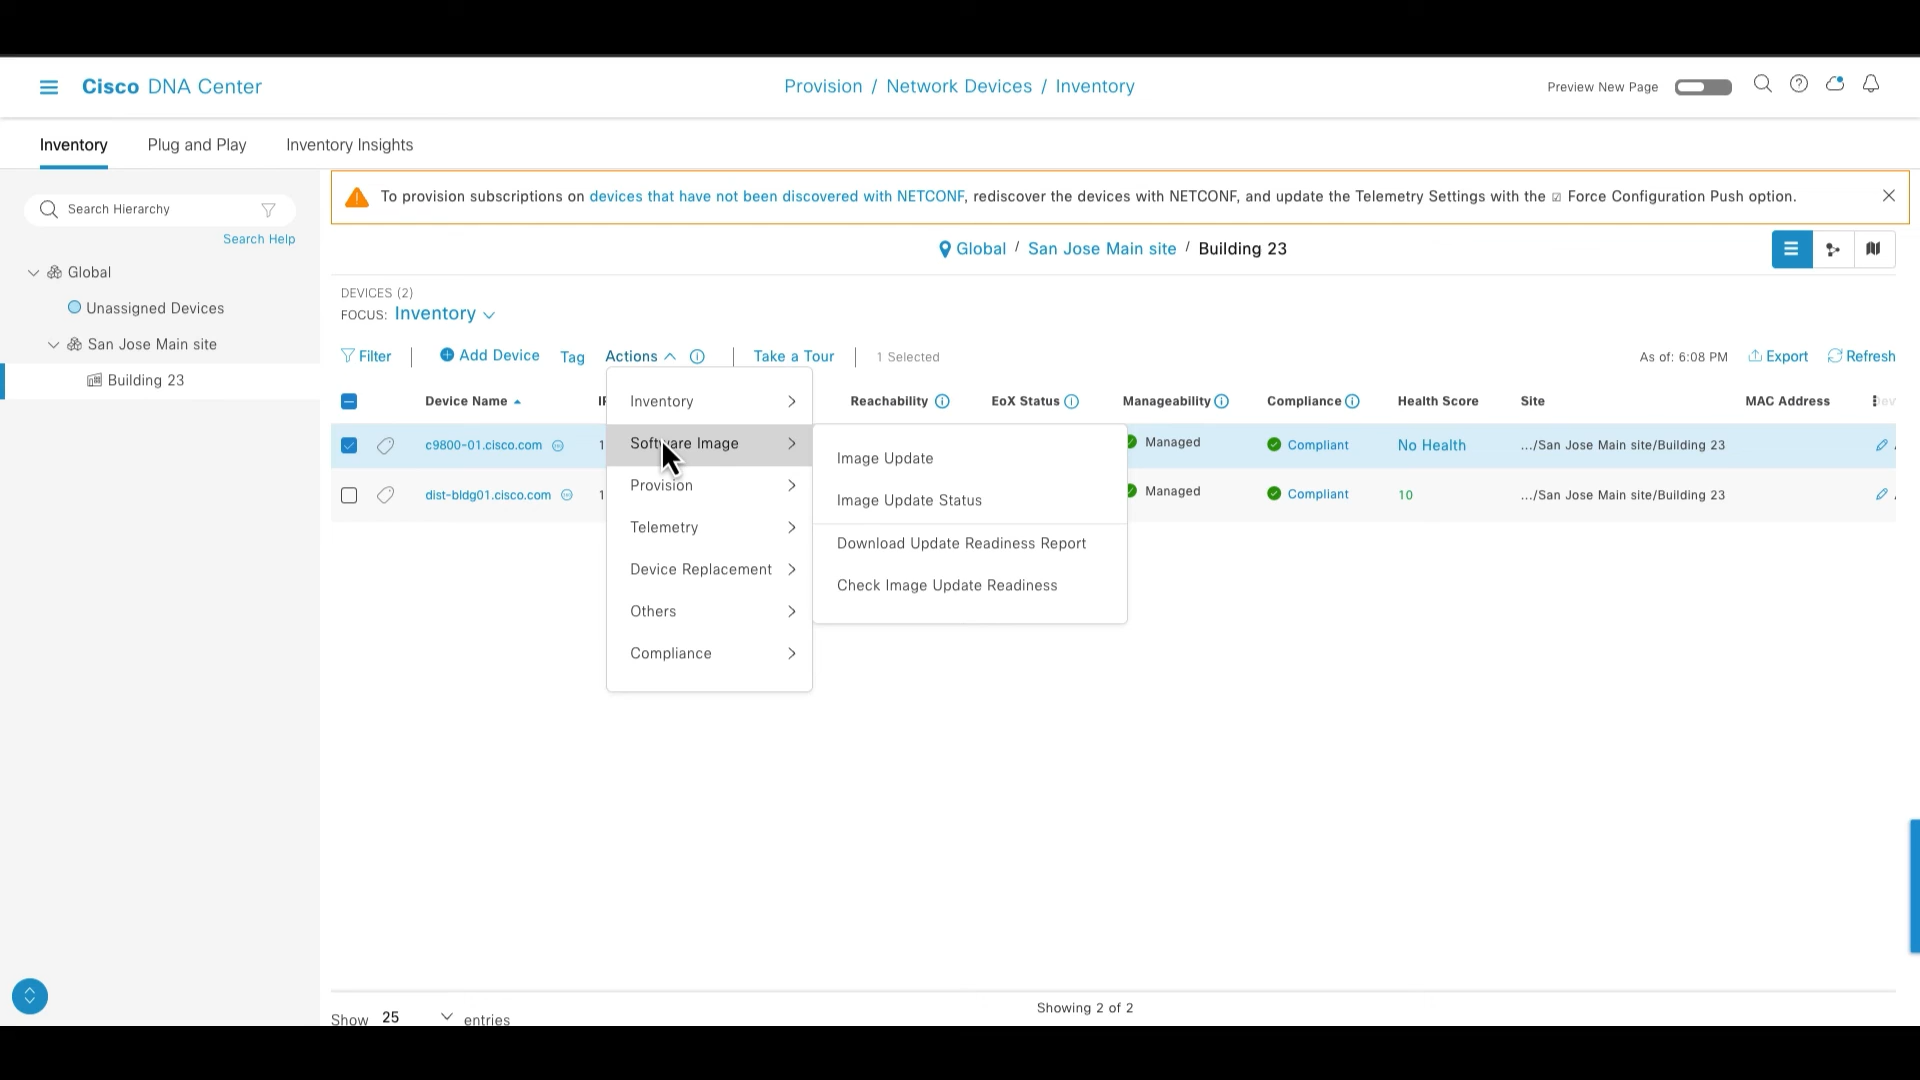 Cisco DNA Center
Provision / Network Devices / Inventory
Preview New Page
Inventory
Plug and Play
Inventory Insights
To provision subscriptions on devices that have not been discovered with NETCONF, rediscover the devices with NETCONF, and update the Telemetry Settings with the ☑ Force Configuration Push option.
Search Hierarchy
Search Help
Global
Unassigned Devices
San Jose Main site
Building 23
Global / San Jose Main site / Building 23
DEVICES (2)
FOCUS: Inventory
Filter
Add Device
Tag
Actions
Take a Tour
1 Selected
As of: 6:08 PM
Export
Refresh
Device Name
Reachability
EoX Status
Manageability
Compliance
Health Score
Site
MAC Address
c9800-01.cisco.com
Managed
Compliant
No Health
.../San Jose Main site/Building 23
dist-bldg01.cisco.com
Managed
Compliant
10
.../San Jose Main site/Building 23
Inventory
Software Image
Provision
Telemetry
Device Replacement
Others
Compliance
Image Update
Image Update Status
Download Update Readiness Report
Check Image Update Readiness
Showing 2 of 2
Show 25 entries